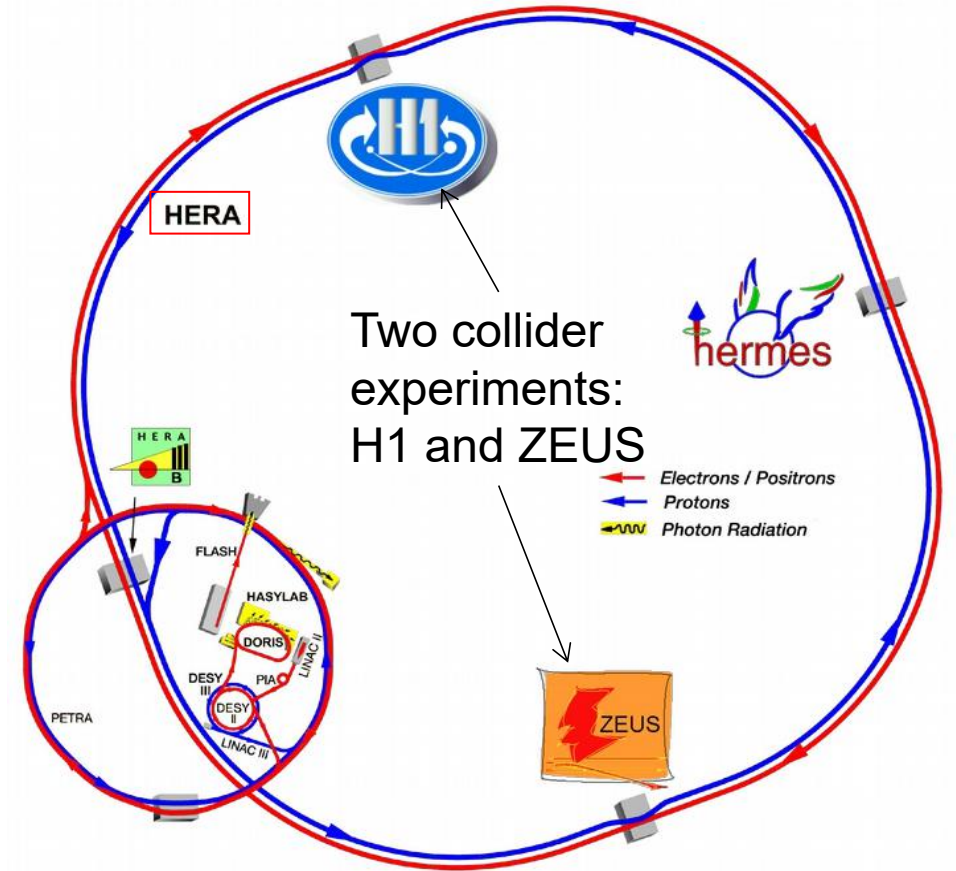 H1
HERA
Two collider
experiments:
H1 and ZEUS
hermes
HERA
B
Electrons / Positrons
Protons
Photon Radiation
FLASH
HASYLAB
DORIS
LINAC II
DESY
III
PIA
DESY
II
PETRA
LINAC III
ZEUS